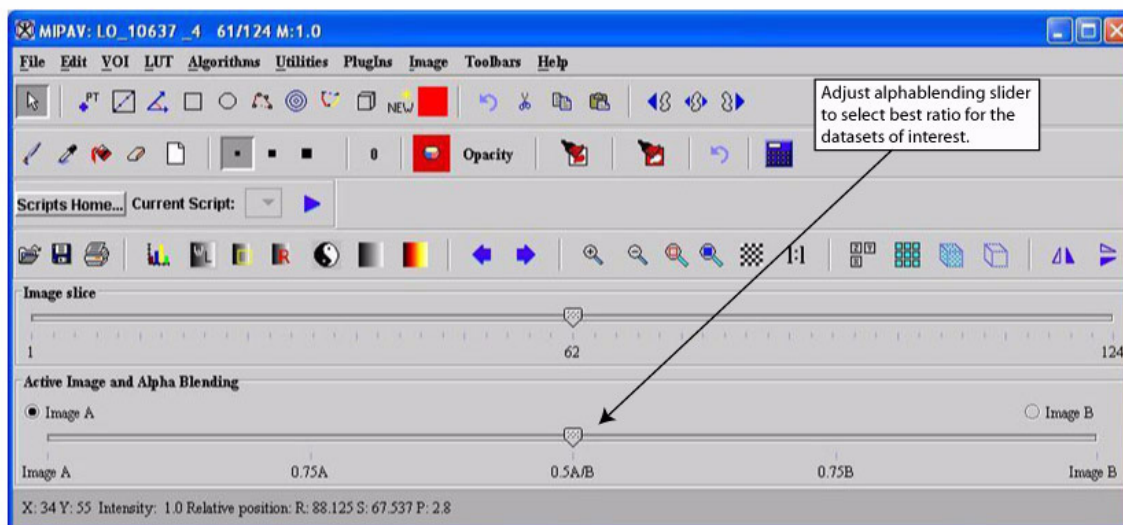 MIPAV: LO_10637 _4 61/124 M:1.0
File Edit VOI LUT Algorithms Utilities PlugIns Image Toolbars Help
PT
NEW
Adjust alphablending slider
to select best ratio for the
datasets of interest.
0
Opacity
Scripts Home... Current Script:
WL R 1:1
Image slice
1 62 124
Active Image and Alpha Blending
Image A Image B
Image A 0.75A 0.5A/B 0.75B Image B
X: 34 Y: 55 Intensity: 1.0 Relative position: R: 88.125 S: 67.537 P: 2.8